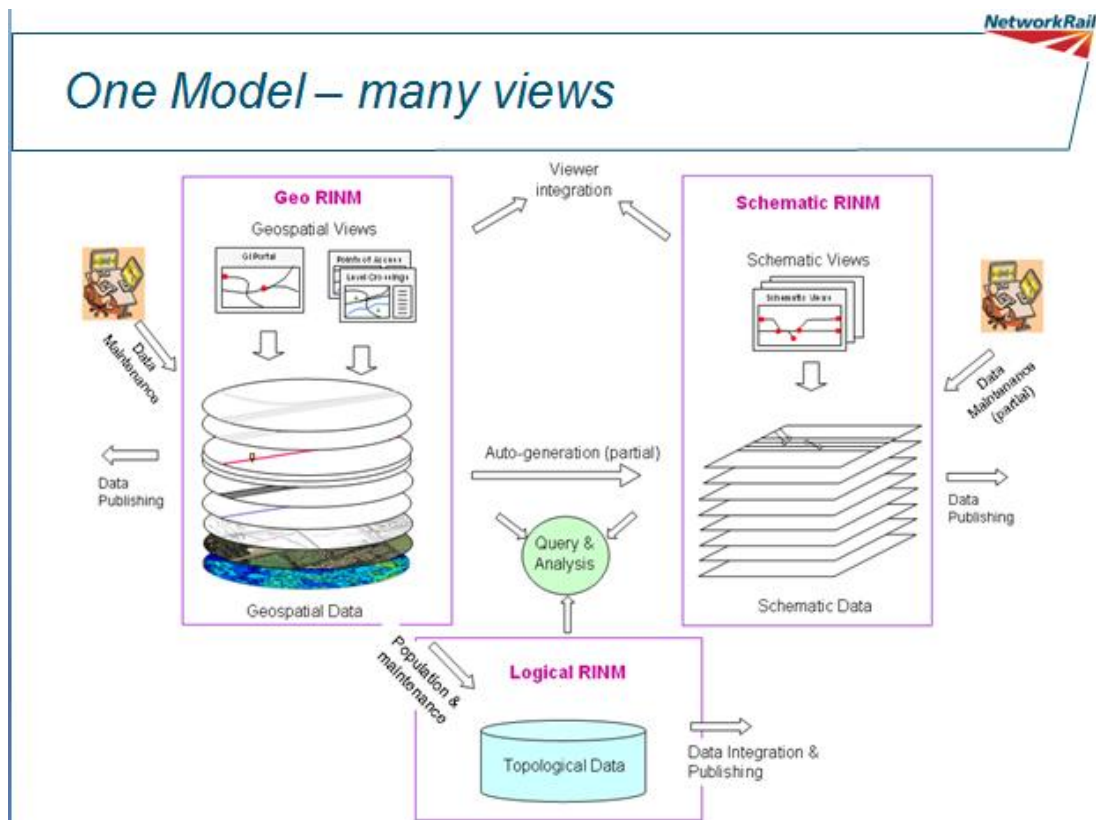 NetworkRail
One Model – many views
Viewer
integration
Geo RINM
Geospatial Views
GI Portal
Points of Access
Level Crossings
Schematic RINM
Schematic Views
Schematic Views
Data
Maintenance
Data
Maintenance
(partial)
Auto-generation (partial)
Data
Publishing
Data
Publishing
Query &
Analysis
Geospatial Data
Schematic Data
Population &
maintenance
Logical RINM
Topological Data
Data Integration &
Publishing